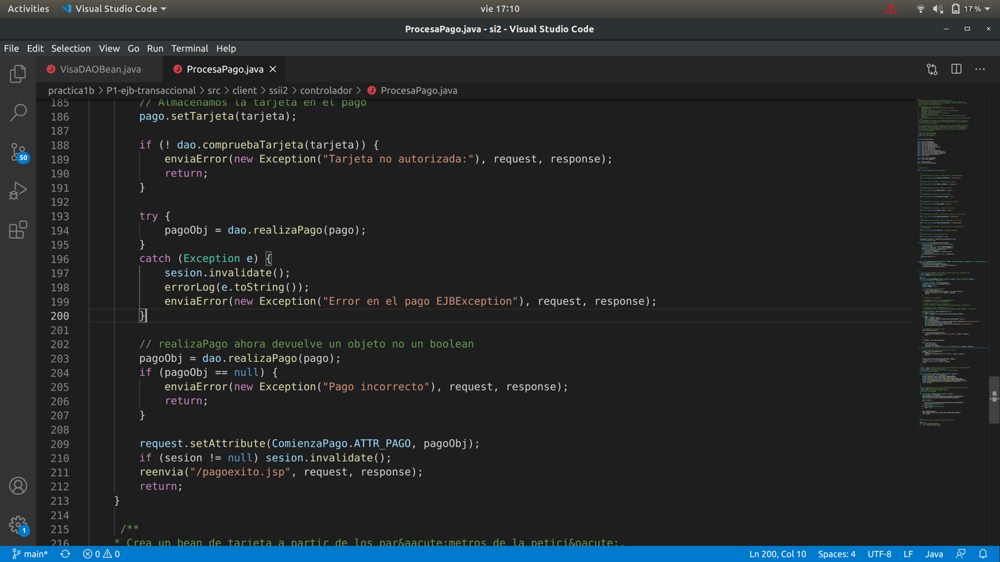 Activities
Visual Studio Code
vie 17:10
17 %
ProcesaPago.java - si2 - Visual Studio Code
File Edit Selection View Go Run Terminal Help
VisaDAOBean.java
ProcesaPago.java
practica1b > P1-ejb-transaccional > src > client > ssii2 > controlador > ProcesaPago.java
185 // Almacenamos la tarjeta en el pago
186 pago.setTarjeta(tarjeta);
187
188 if (! dao.compruebaTarjeta(tarjeta)) {
189 enviaError(new Exception("Tarjeta no autorizada:"), request, response);
190 return;
191 }
192
193 try {
194 pagoObj = dao.realizaPago(pago);
195 }
196 catch (Exception e) {
197 sesion.invalidate();
198 errorLog(e.toString());
199 enviaError(new Exception("Error en el pago EJBException"), request, response);
200 }
201
202 // realizaPago ahora devuelve un objeto no un boolean
203 pagoObj = dao.realizaPago(pago);
204 if (pagoObj == null) {
205 enviaError(new Exception("Pago incorrecto"), request, response);
206 return;
207 }
208
209 request.setAttribute(ComienzaPago.ATTR_PAGO, pagoObj);
210 if (sesion != null) sesion.invalidate();
211 reenvia("/pagoexito.jsp", request, response);
212 return;
213 }
214
215 /**
216 * Crea un bean de tarjeta a partir de los par&aacute;metros de la petici&oacute;.
50
1
main*
0 0
Ln 200, Col 10
Spaces: 4
UTF-8
LF
Java